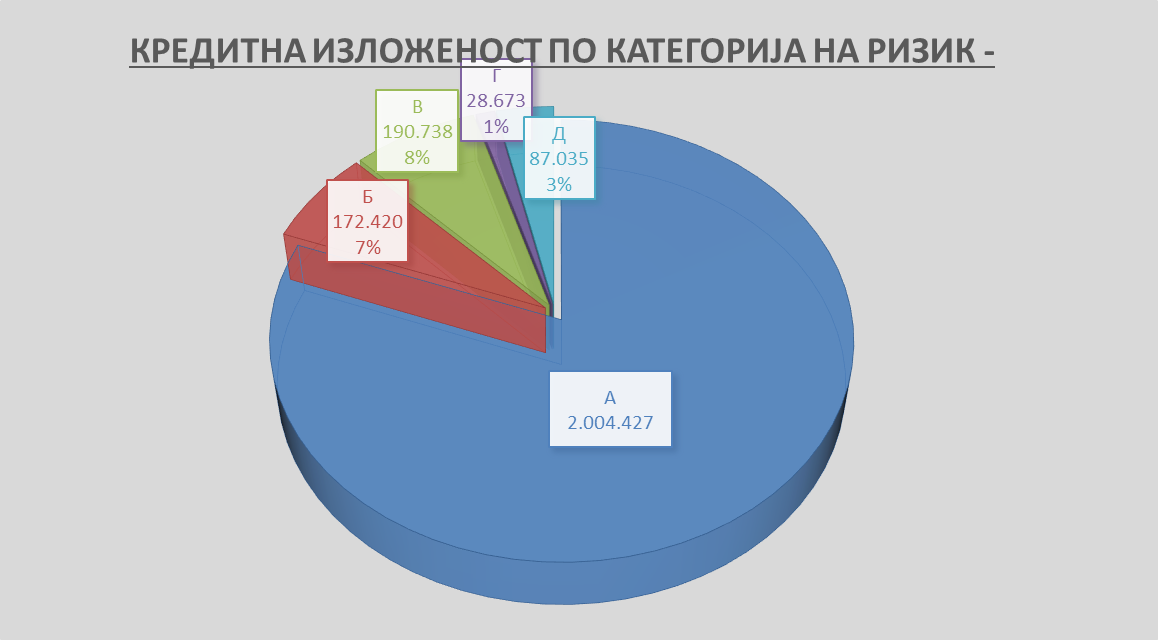 КРЕДИТНА ИЗЛОЖЕНОСТ ПО КАТЕГОРИЈА НА РИЗИК -
Г
28.673
1%
В
190.738
8%
Д
87.035
3%
Б
172.420
7%
А
2.004.427